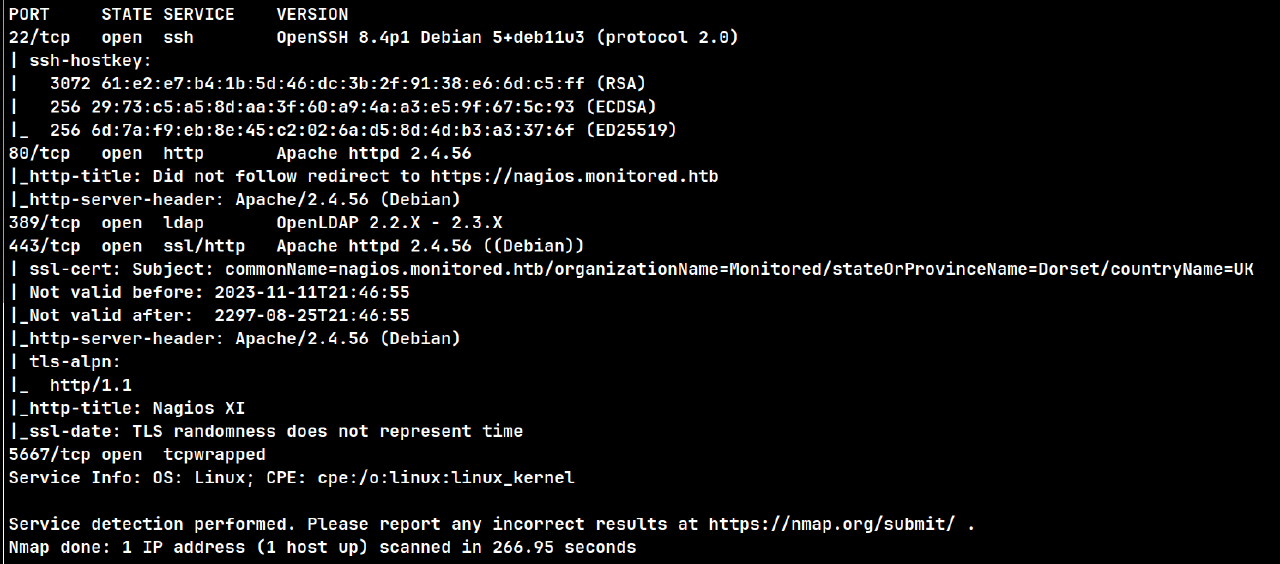 PORT     STATE SERVICE    VERSION
22/tcp   open  ssh        OpenSSH 8.4p1 Debian 5+deb11u3 (protocol 2.0)
| ssh-hostkey:
|   3072 61:e2:e7:b4:1b:5d:46:dc:3b:2f:91:38:e6:6d:c5:ff (RSA)
|   256 29:73:c5:a5:8d:aa:3f:60:a9:4a:a3:e5:9f:67:5c:93 (ECDSA)
|_  256 6d:7a:f9:eb:8e:45:c2:02:6a:d5:8d:4d:b3:a3:37:6f (ED25519)
80/tcp   open  http       Apache httpd 2.4.56
|_http-title: Did not follow redirect to https://nagios.monitored.htb
|_http-server-header: Apache/2.4.56 (Debian)
389/tcp  open  ldap       OpenLDAP 2.2.X - 2.3.X
443/tcp  open  ssl/http   Apache httpd 2.4.56 ((Debian))
| ssl-cert: Subject: commonName=nagios.monitored.htb/organizationName=Monitored/stateOrProvinceName=Dorset/countryName=UK
| Not valid before: 2023-11-11T21:46:55
|_Not valid after:  2297-08-25T21:46:55
|_http-server-header: Apache/2.4.56 (Debian)
| tls-alpn:
|_  http/1.1
|_http-title: Nagios XI
|_ssl-date: TLS randomness does not represent time
5667/tcp open  tcpwrapped
Service Info: OS: Linux; CPE: cpe:/o:linux:linux_kernel

Service detection performed. Please report any incorrect results at https://nmap.org/submit/ .
Nmap done: 1 IP address (1 host up) scanned in 266.95 seconds